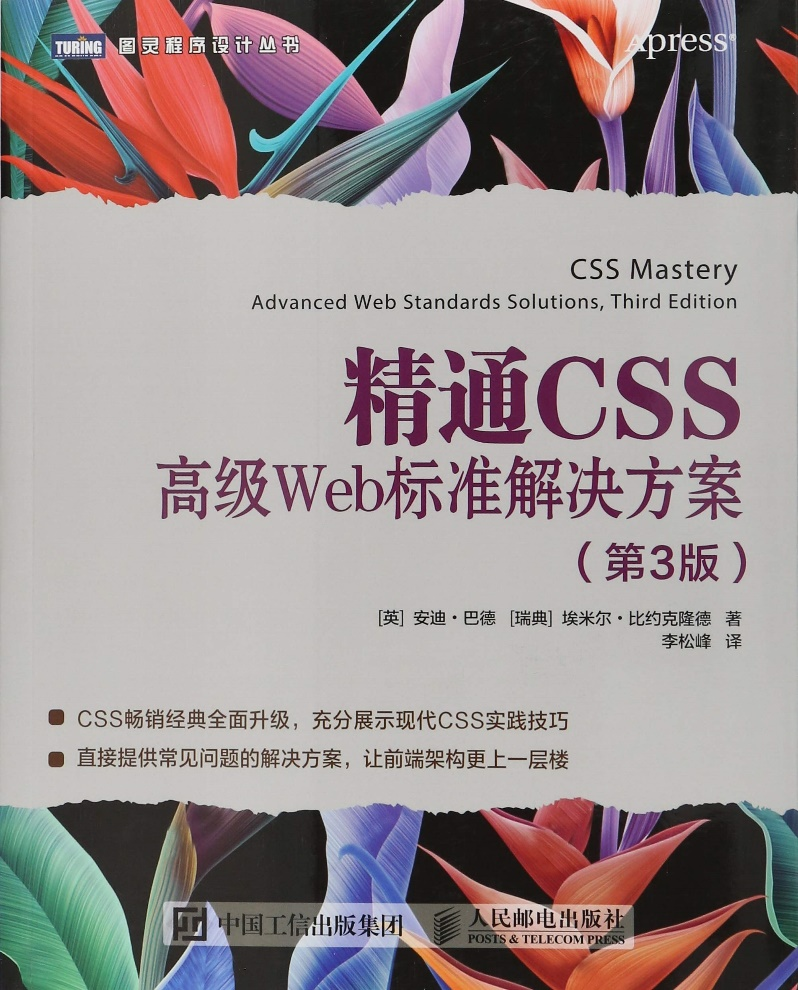 TURING 图灵程序设计丛书
Apress®
CSS Mastery
Advanced Web Standards Solutions, Third Edition
精通CSS
高级Web标准解决方案
（第3版）
[英] 安迪·巴德 [瑞典] 埃米尔·比约克隆德 著
李松峰 译
CSS畅销经典全面升级，充分展示现代CSS实践技巧
直接提供常见问题的解决方案，让前端架构更上一层楼
中国工信出版集团 人民邮电出版社
POSTS & TELECOM PRESS